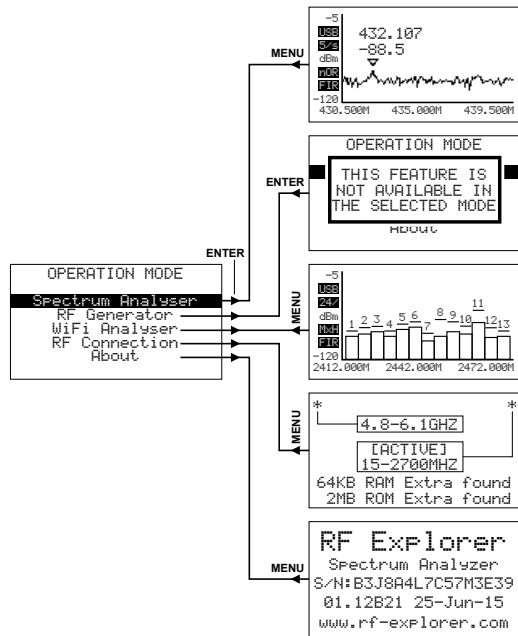 -5
USB
5/s
dBm
nOR
FIR
-120
432.107
-88.5
430.500M 435.000M 439.500M
MENU
OPERATION MODE
THIS FEATURE IS
NOT AVAILABLE IN
THE SELECTED MODE
About
ENTER
ENTER
OPERATION MODE
Spectrum Analyser
RF Generator
WiFi Analyser
RF Connection
About
-5
USB
24/
dBm
MxH
FIR
-120
1 2 3 4 5 6 7 8 9 10 11 12 13
2412.000M 2442.000M 2472.000M
MENU
* *
4.8-6.1GHZ
[ACTIVE]
15-2700MHZ
64KB RAM Extra found
2MB ROM Extra found
MENU
RF Explorer
Spectrum Analyzer
S/N:B3J8A4L7C57M3E39
01.12B21 25-Jun-15
www.rf-explorer.com
MENU